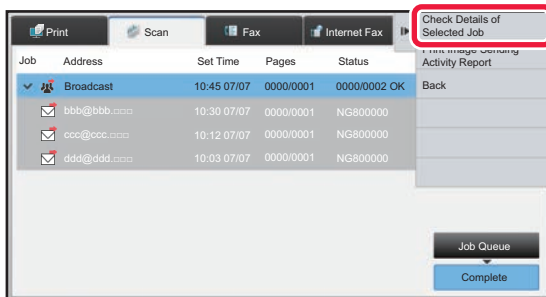 Print Scan Fax Internet Fax
Check Details of
Selected Job
Print Image Sending
Activity Report
Back
Job Address Set Time Pages Status
Broadcast 10:45 07/07 0000/0001 0000/0002 OK
bbb@bbb.□□□ 10:30 07/07 0000/0001 NG800000
ccc@ccc.□□□ 10:12 07/07 0000/0001 NG800000
ddd@ddd.□□□ 10:03 07/07 0000/0001 NG800000
Job Queue
Complete